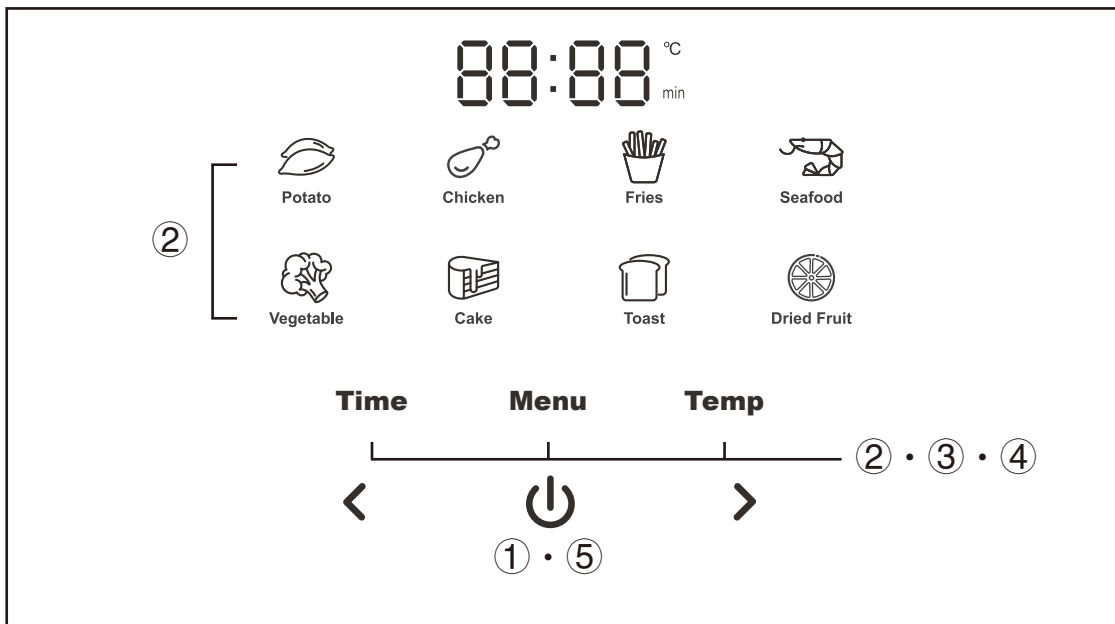 88:88 ℃
min
Potato Chicken Fries Seafood
②
Vegetable Cake Toast Dried Fruit
Time Menu Temp
②・③・④
①・⑤